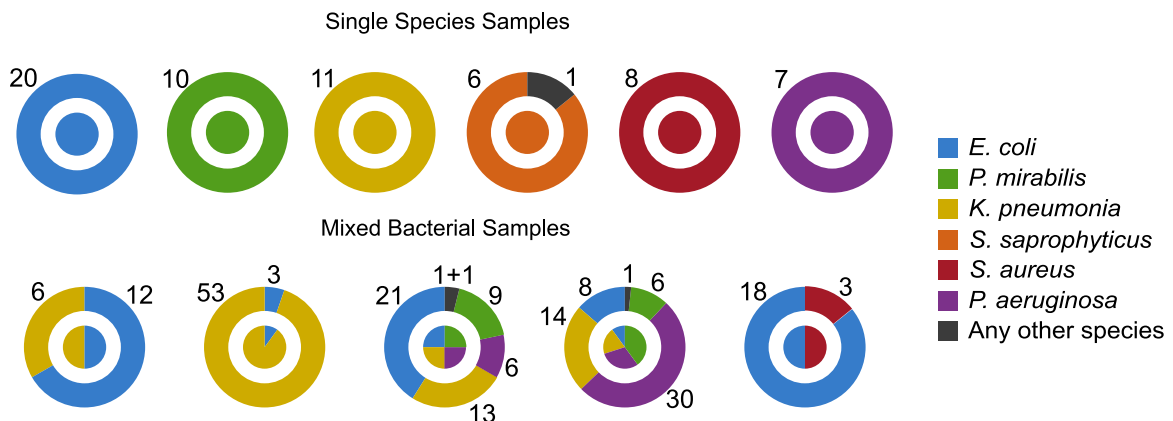 Single Species Samples
20
10
11
6
1
8
7
E. coli
P. mirabilis
K. pneumonia
S. saprophyticus
S. aureus
P. aeruginosa
Any other species
Mixed Bacterial Samples
6
12
53
3
21
1+1
9
6
13
14
8
1
6
30
18
3